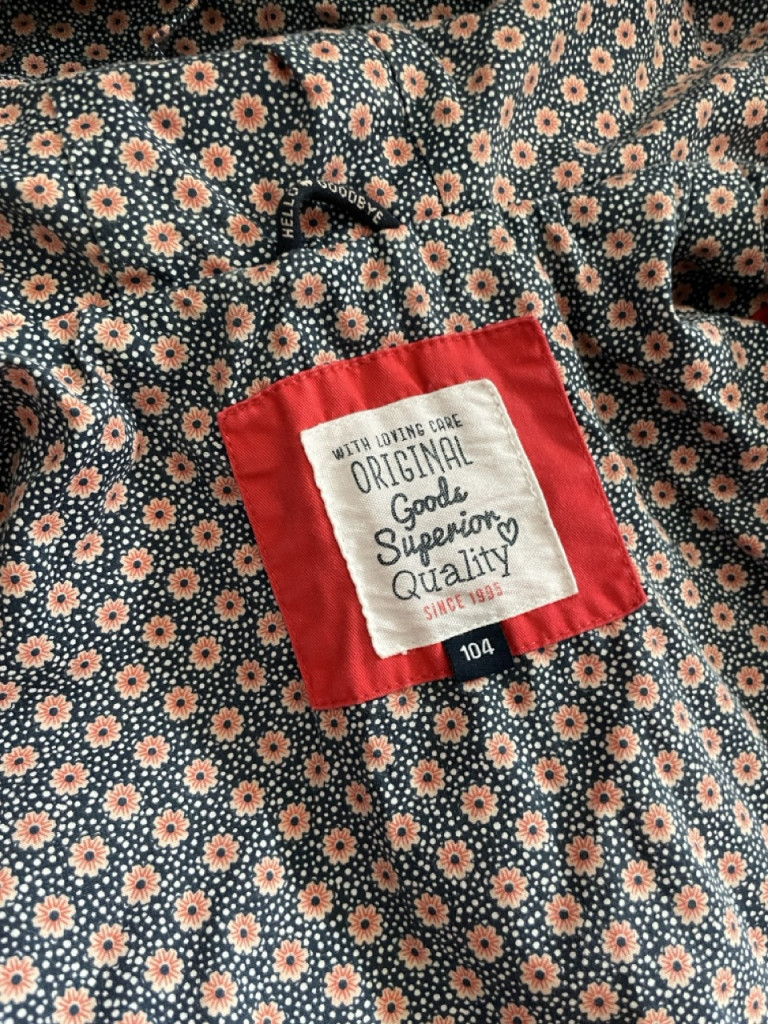 HELLO & GOODBYE
WITH LOVING CARE
ORIGINAL
Goods
Superior
Quality
SINCE 1995
104